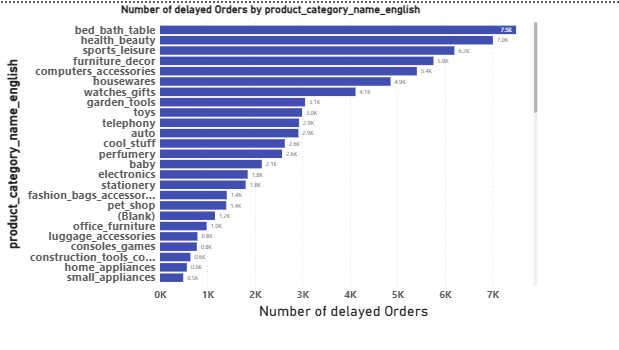 Number of delayed Orders by product_category_name_english
product_category_name_english
bed_bath_table 7.5K
health_beauty 7.0K
sports_leisure 6.2K
furniture_decor 5.8K
computers_accessories 5.4K
housewares 4.9K
watches_gifts 4.1K
garden_tools 3.1K
toys 3.0K
telephony 2.9K
auto 2.9K
cool_stuff 2.6K
perfumery 2.6K
baby 2.1K
electronics 1.8K
stationery 1.8K
fashion_bags_accessor... 1.4K
pet_shop 1.4K
(Blank) 1.2K
office_furniture 1.0K
luggage_accessories 0.8K
consoles_games 0.8K
construction_tools_co... 0.6K
home_appliances 0.6K
small_appliances 0.5K
0K 1K 2K 3K 4K 5K 6K 7K
Number of delayed Orders